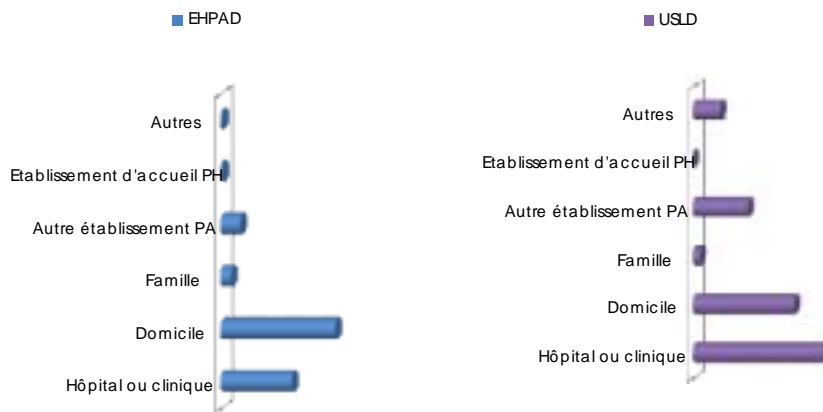 EHPAD
Autres
Etablissement d'accueil PH
Autre établissement PA
Famille
Domicile
Hôpital ou clinique
USLD
Autres
Etablissement d'accueil PH
Autre établissement PA
Famille
Domicile
Hôpital ou clinique